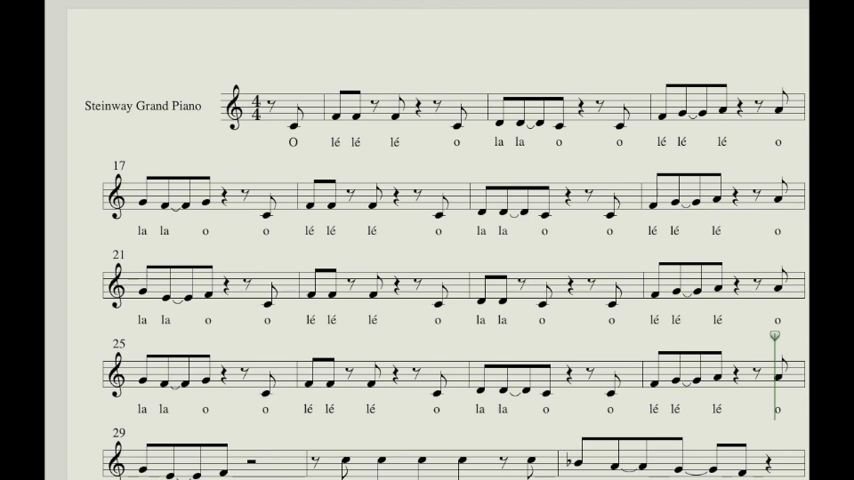 Steinway Grand Piano
4
4
O lé lé lé o la la o o lé lé lé o
17
la la o o lé lé lé o la la o o lé lé lé o
21
la la o o lé lé lé o la la o o lé lé lé o
25
la la o o lé lé lé o la la o o lé lé lé o
29